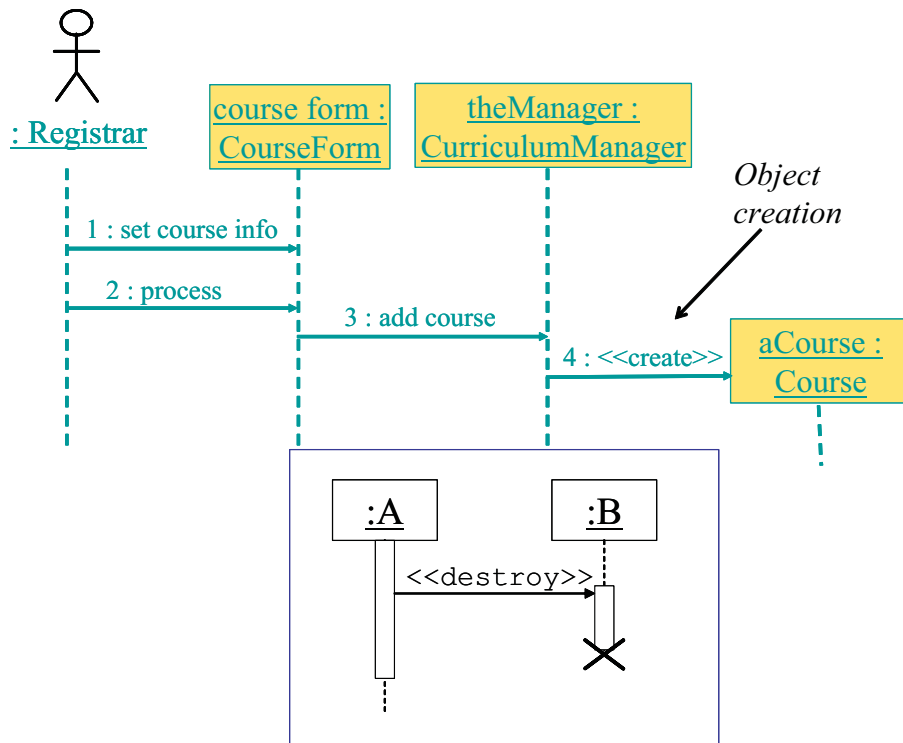 : Registrar
course form :
CourseForm
theManager :
CurriculumManager
Object
creation
1 : set course info
2 : process
3 : add course
4 : <<create>>
aCourse :
Course
:A
:B
<<destroy>>